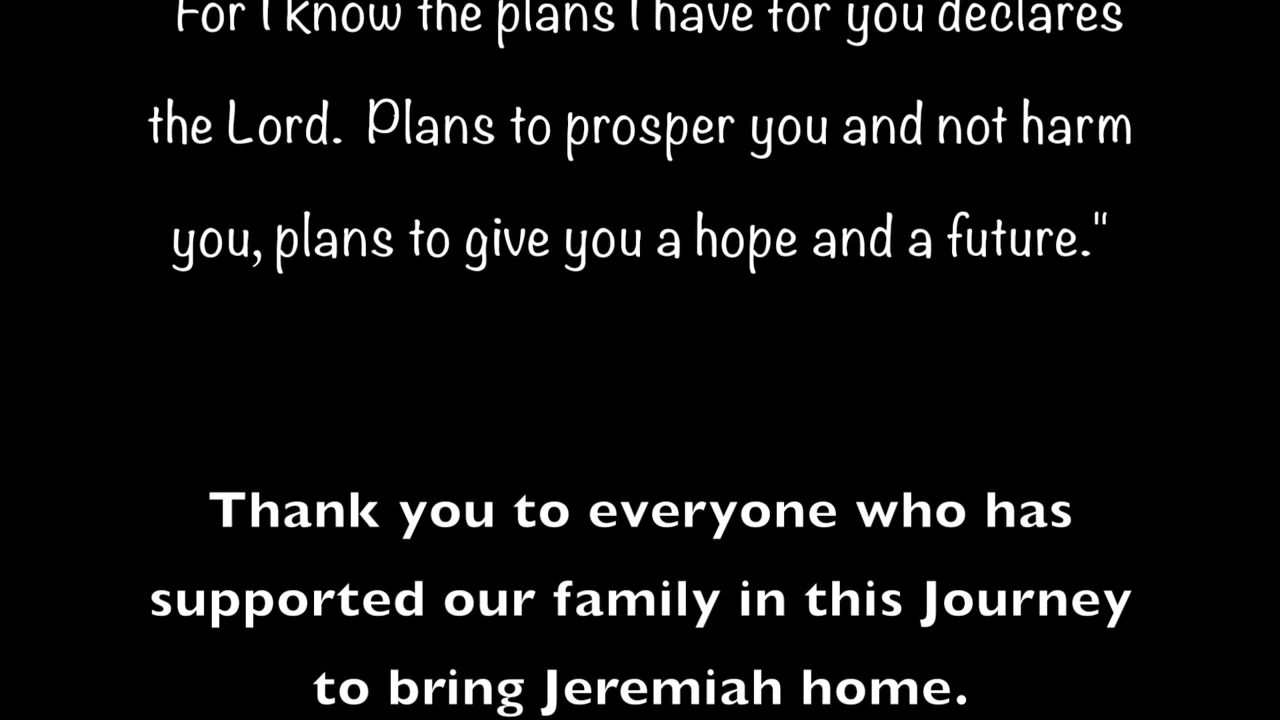 For I know the plans I have for you declares
the Lord.  Plans to prosper you and not harm
you, plans to give you a hope and a future."
Thank you to everyone who has
supported our family in this Journey
to bring Jeremiah home.